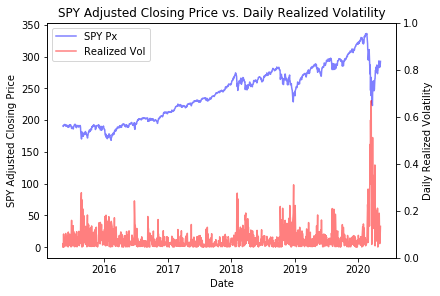 SPY Adjusted Closing Price vs. Daily Realized Volatility
SPY Px
Realized Vol
SPY Adjusted Closing Price
350
300
250
200
150
100
50
0
1.0
0.8
0.6
0.4
0.2
0.0
Daily Realized Volatility
2016 2017 2018 2019 2020
Date